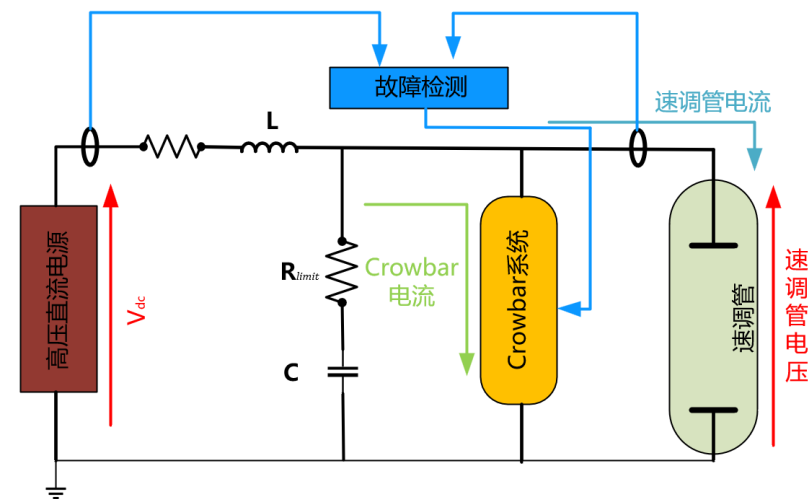 故障检测
速调管电流
L
高压直流电源
Vdc
Rlimit
C
Crowbar
电流
Crowbar系统
速调管
速调管电压